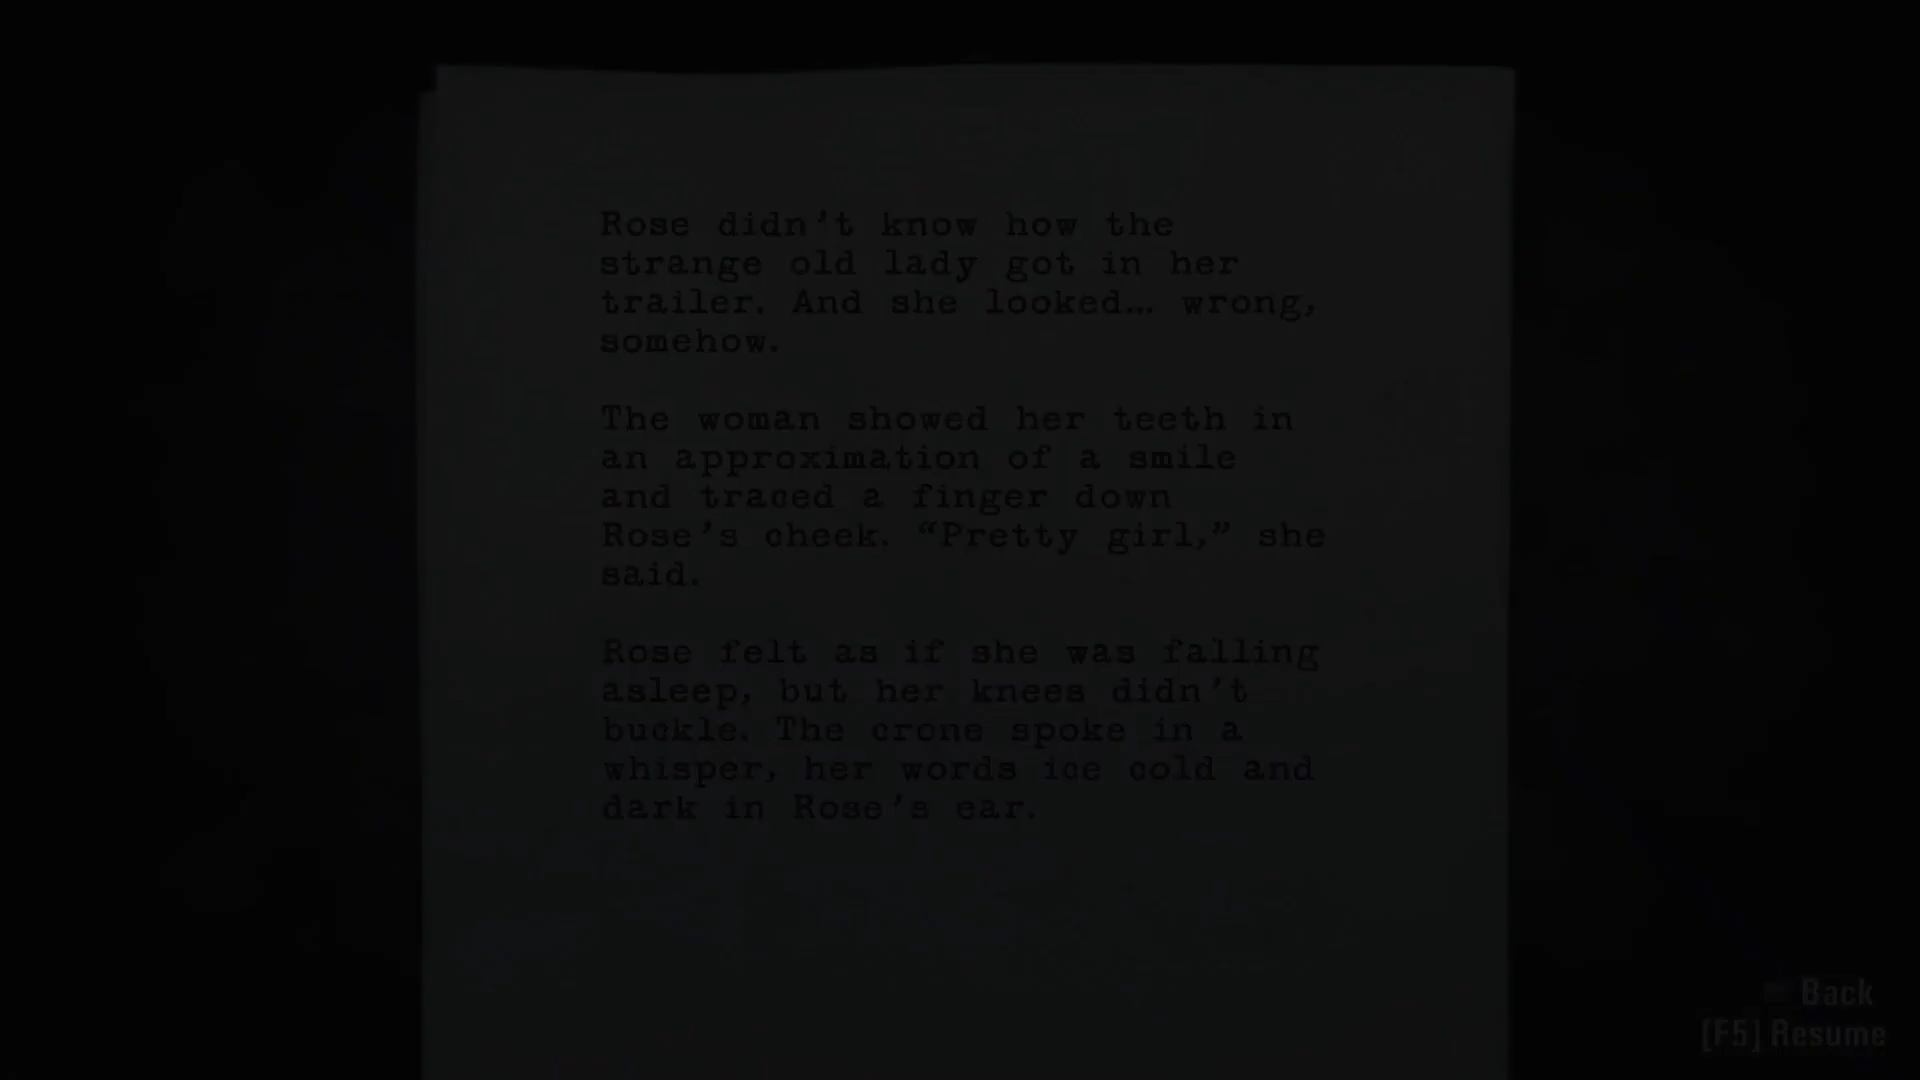 Rose didn't know how the
strange old lady got in her
trailer. And she looked… wrong,
somehow.
The woman showed her teeth in
an approximation of a smile
and traced a finger down
Rose's cheek. “Pretty girl,” she
said.
Rose felt as if she was falling
asleep, but her knees didn't
buckle. The crone spoke in a
whisper, her words ice cold and
dark in Rose's ear.
Back
[F5] Resume